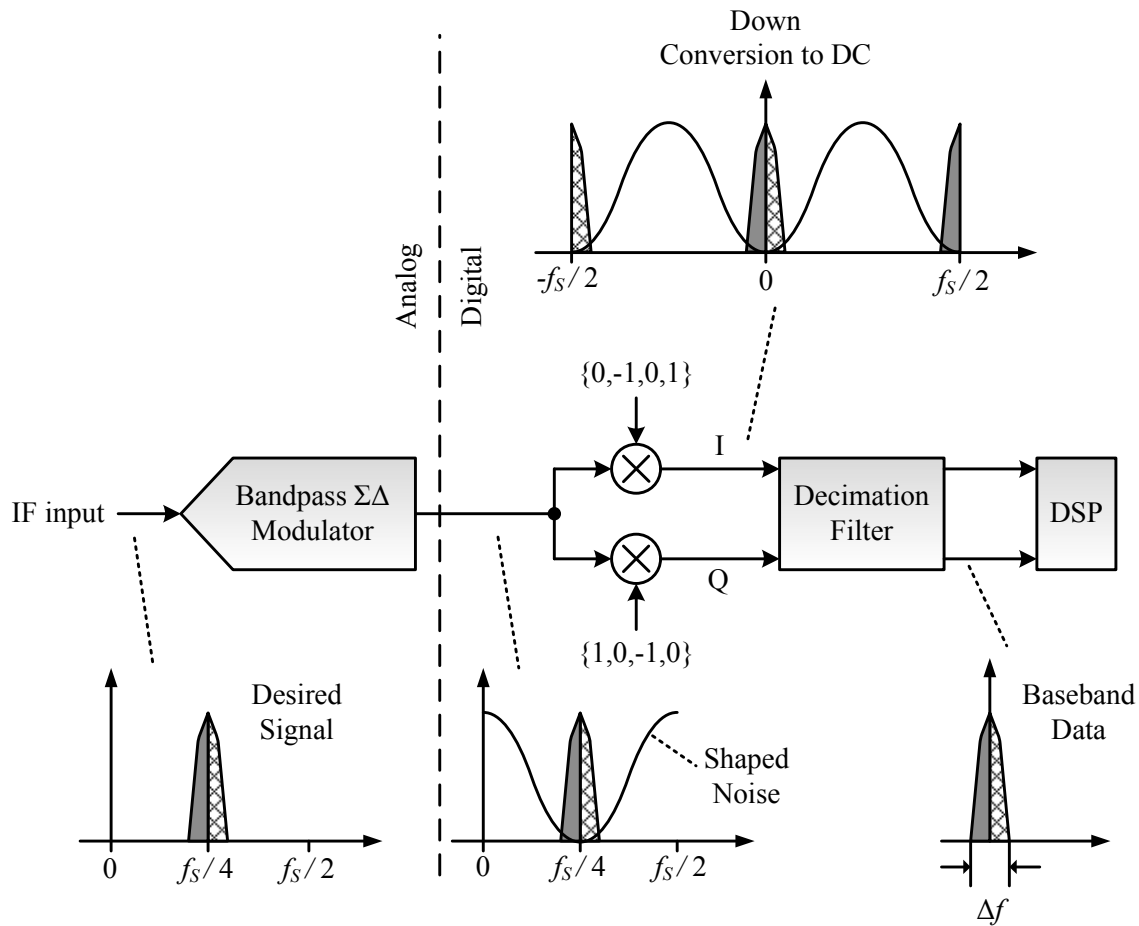 Down
Conversion to DC
-fS/2
0
fS/2
Analog
Digital
{0,-1,0,1}
IF input
Bandpass ΣΔ
Modulator
I
Q
Decimation
Filter
DSP
{1,0,-1,0}
Desired
Signal
0
fS/4
fS/2
Shaped
Noise
0
fS/4
fS/2
Baseband
Data
Δf